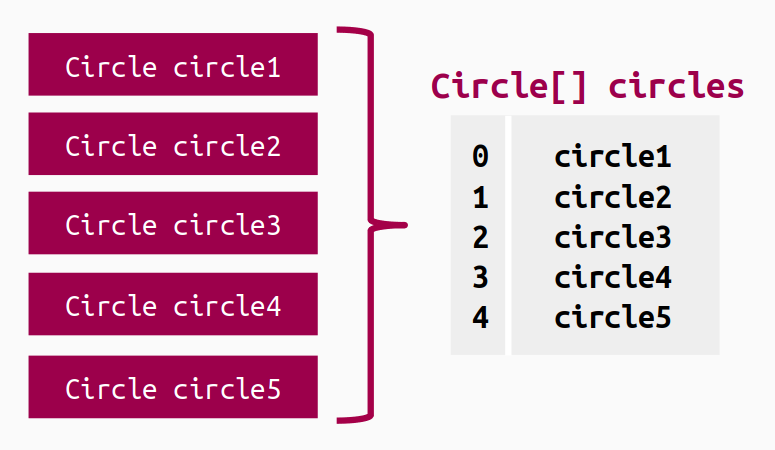 Circle circle1
Circle circle2
Circle circle3
Circle circle4
Circle circle5
Circle[] circles
0 circle1
1 circle2
2 circle3
3 circle4
4 circle5